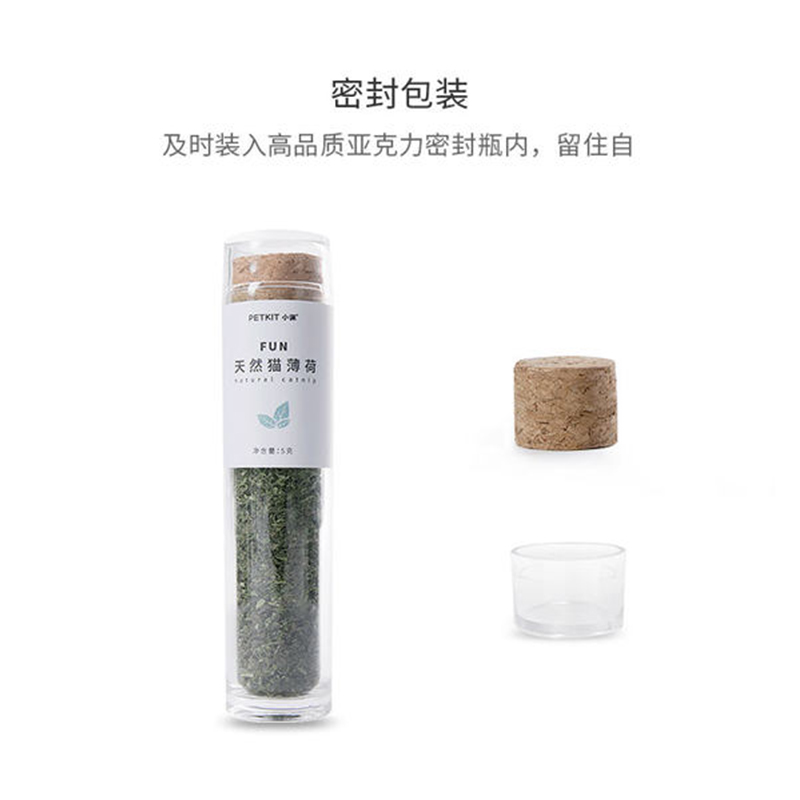 密封包装
及时装入高品质亚克力密封瓶内，留住自
PETKIT 小佩
FUN
天然猫薄荷
natural catnip
净含量:5克